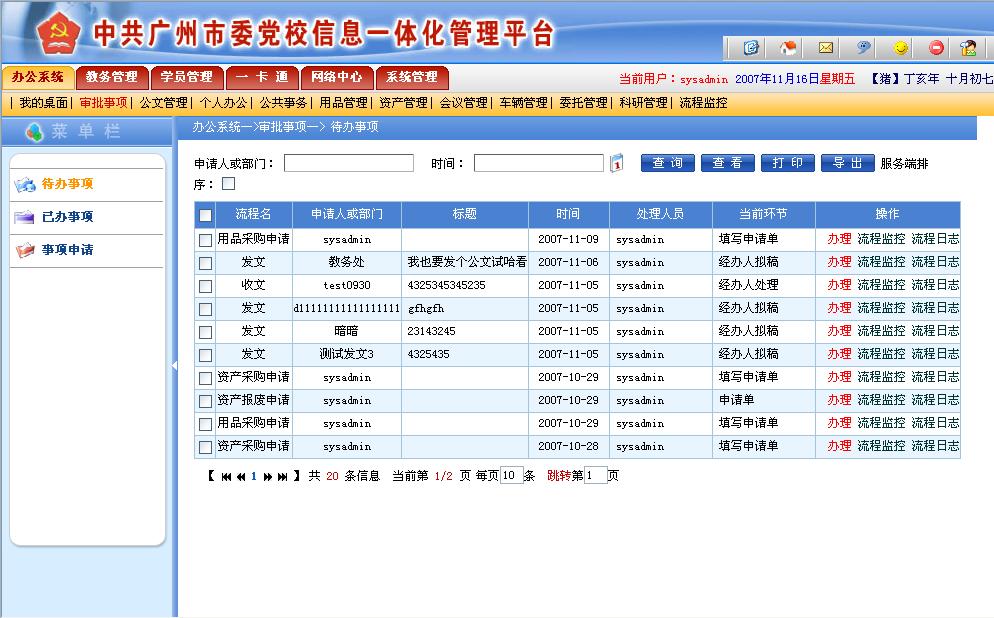 中共广州市委党校信息一体化管理平台
办公系统 教务管理 学员管理 一 卡 通 网络中心 系统管理 当前用户：sysadmin 2007年11月16日星期五 【猪】丁亥年 十月初七
| 我的桌面| 审批事项| 公文管理| 个人办公| 公共事务| 用品管理| 资产管理| 会议管理| 车辆管理| 委托管理| 科研管理| 流程监控
菜 单 栏
办公系统—>审批事项—> 待办事项
待办事项
已办事项
事项申请
申请人或部门： 时间： 查 询 查 看 打 印 导 出 服务端排
序：
流程名 申请人或部门 标题 时间 处理人员 当前环节 操作
用品采购申请 sysadmin 2007-11-09 sysadmin 填写申请单 办理 流程监控 流程日志
发文 教务处 我也要发个公文试哈看 2007-11-06 sysadmin 经办人拟稿 办理 流程监控 流程日志
收文 test0930 4325345345235 2007-11-05 sysadmin 经办人处理 办理 流程监控 流程日志
发文 d11111111111111111 gfhgfh 2007-11-05 sysadmin 经办人拟稿 办理 流程监控 流程日志
发文 暗暗 23143245 2007-11-05 sysadmin 经办人拟稿 办理 流程监控 流程日志
发文 测试发文3 4325435 2007-11-05 sysadmin 经办人拟稿 办理 流程监控 流程日志
资产采购申请 sysadmin 2007-10-29 sysadmin 填写申请单 办理 流程监控 流程日志
资产报废申请 sysadmin 2007-10-29 sysadmin 申请单 办理 流程监控 流程日志
用品采购申请 sysadmin 2007-10-29 sysadmin 填写申请单 办理 流程监控 流程日志
资产采购申请 sysadmin 2007-10-28 sysadmin 填写申请单 办理 流程监控 流程日志
【 1 】 共 20 条信息 当前第 1/2 页 每页10条 跳转第1页